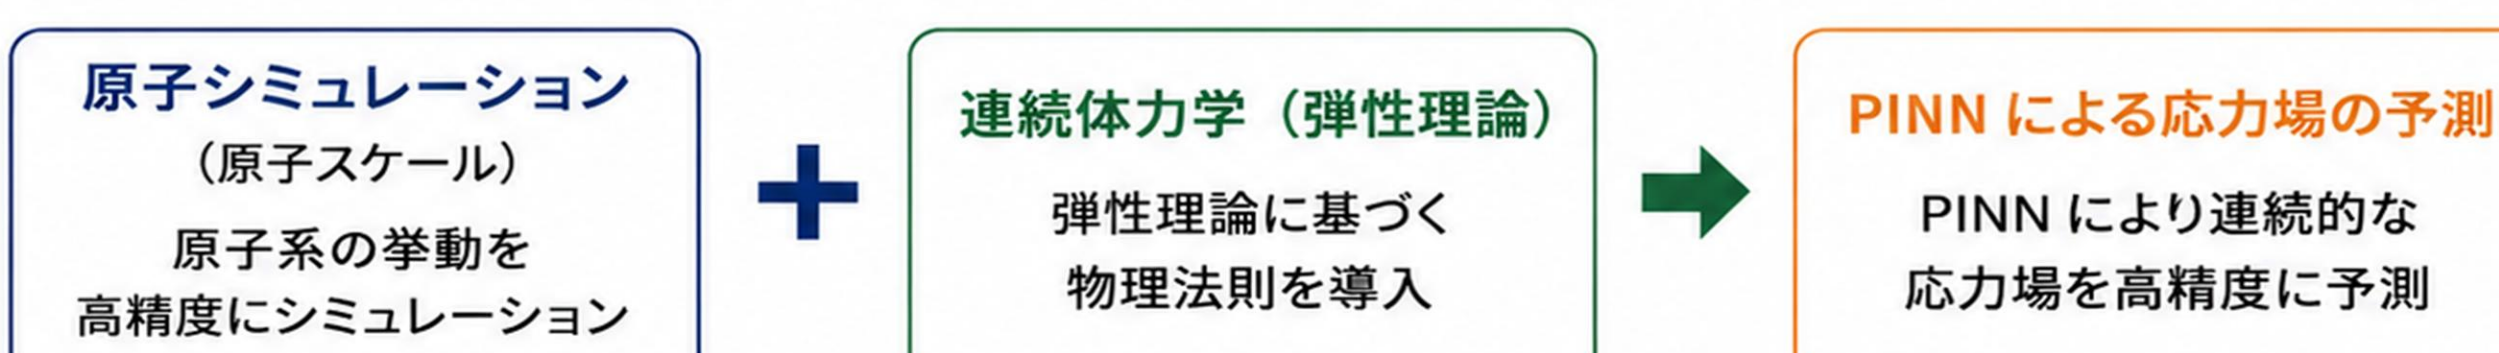 原子シミュレーション
（原子スケール）
原子系の挙動を
高精度にシミュレーション
連続体力学（弾性理論）
弾性理論に基づく
物理法則を導入
PINN による応力場の予測
PINN により連続的な
応力場を高精度に予測